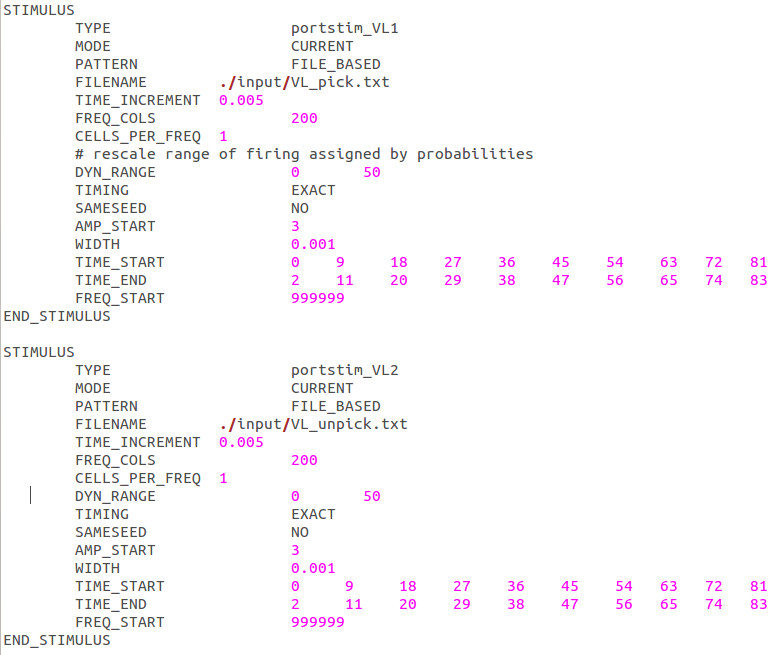 STIMULUS
TYPE portstim_VL1
MODE CURRENT
PATTERN FILE_BASED
FILENAME ./input/VL_pick.txt
TIME_INCREMENT 0.005
FREQ_COLS 200
CELLS_PER_FREQ 1
# rescale range of firing assigned by probabilities
DYN_RANGE 0 50
TIMING EXACT
SAMESEED NO
AMP_START 3
WIDTH 0.001
TIME_START 0 9 18 27 36 45 54 63 72 81
TIME_END 2 11 20 29 38 47 56 65 74 83
FREQ_START 999999
END_STIMULUS
STIMULUS
TYPE portstim_VL2
MODE CURRENT
PATTERN FILE_BASED
FILENAME ./input/VL_unpick.txt
TIME_INCREMENT 0.005
FREQ_COLS 200
CELLS_PER_FREQ 1
DYN_RANGE 0 50
TIMING EXACT
SAMESEED NO
AMP_START 3
WIDTH 0.001
TIME_START 0 9 18 27 36 45 54 63 72 81
TIME_END 2 11 20 29 38 47 56 65 74 83
FREQ_START 999999
END_STIMULUS